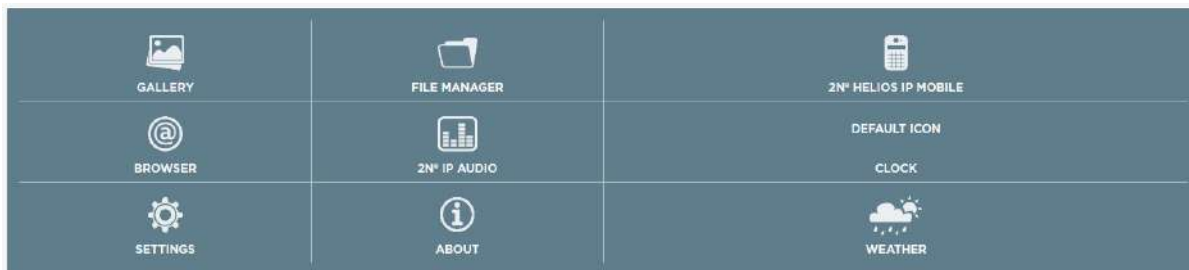 GALLERY
FILE MANAGER
2N® HELIOS IP MOBILE
BROWSER
2N® IP AUDIO
DEFAULT ICON
CLOCK
SETTINGS
ABOUT
WEATHER